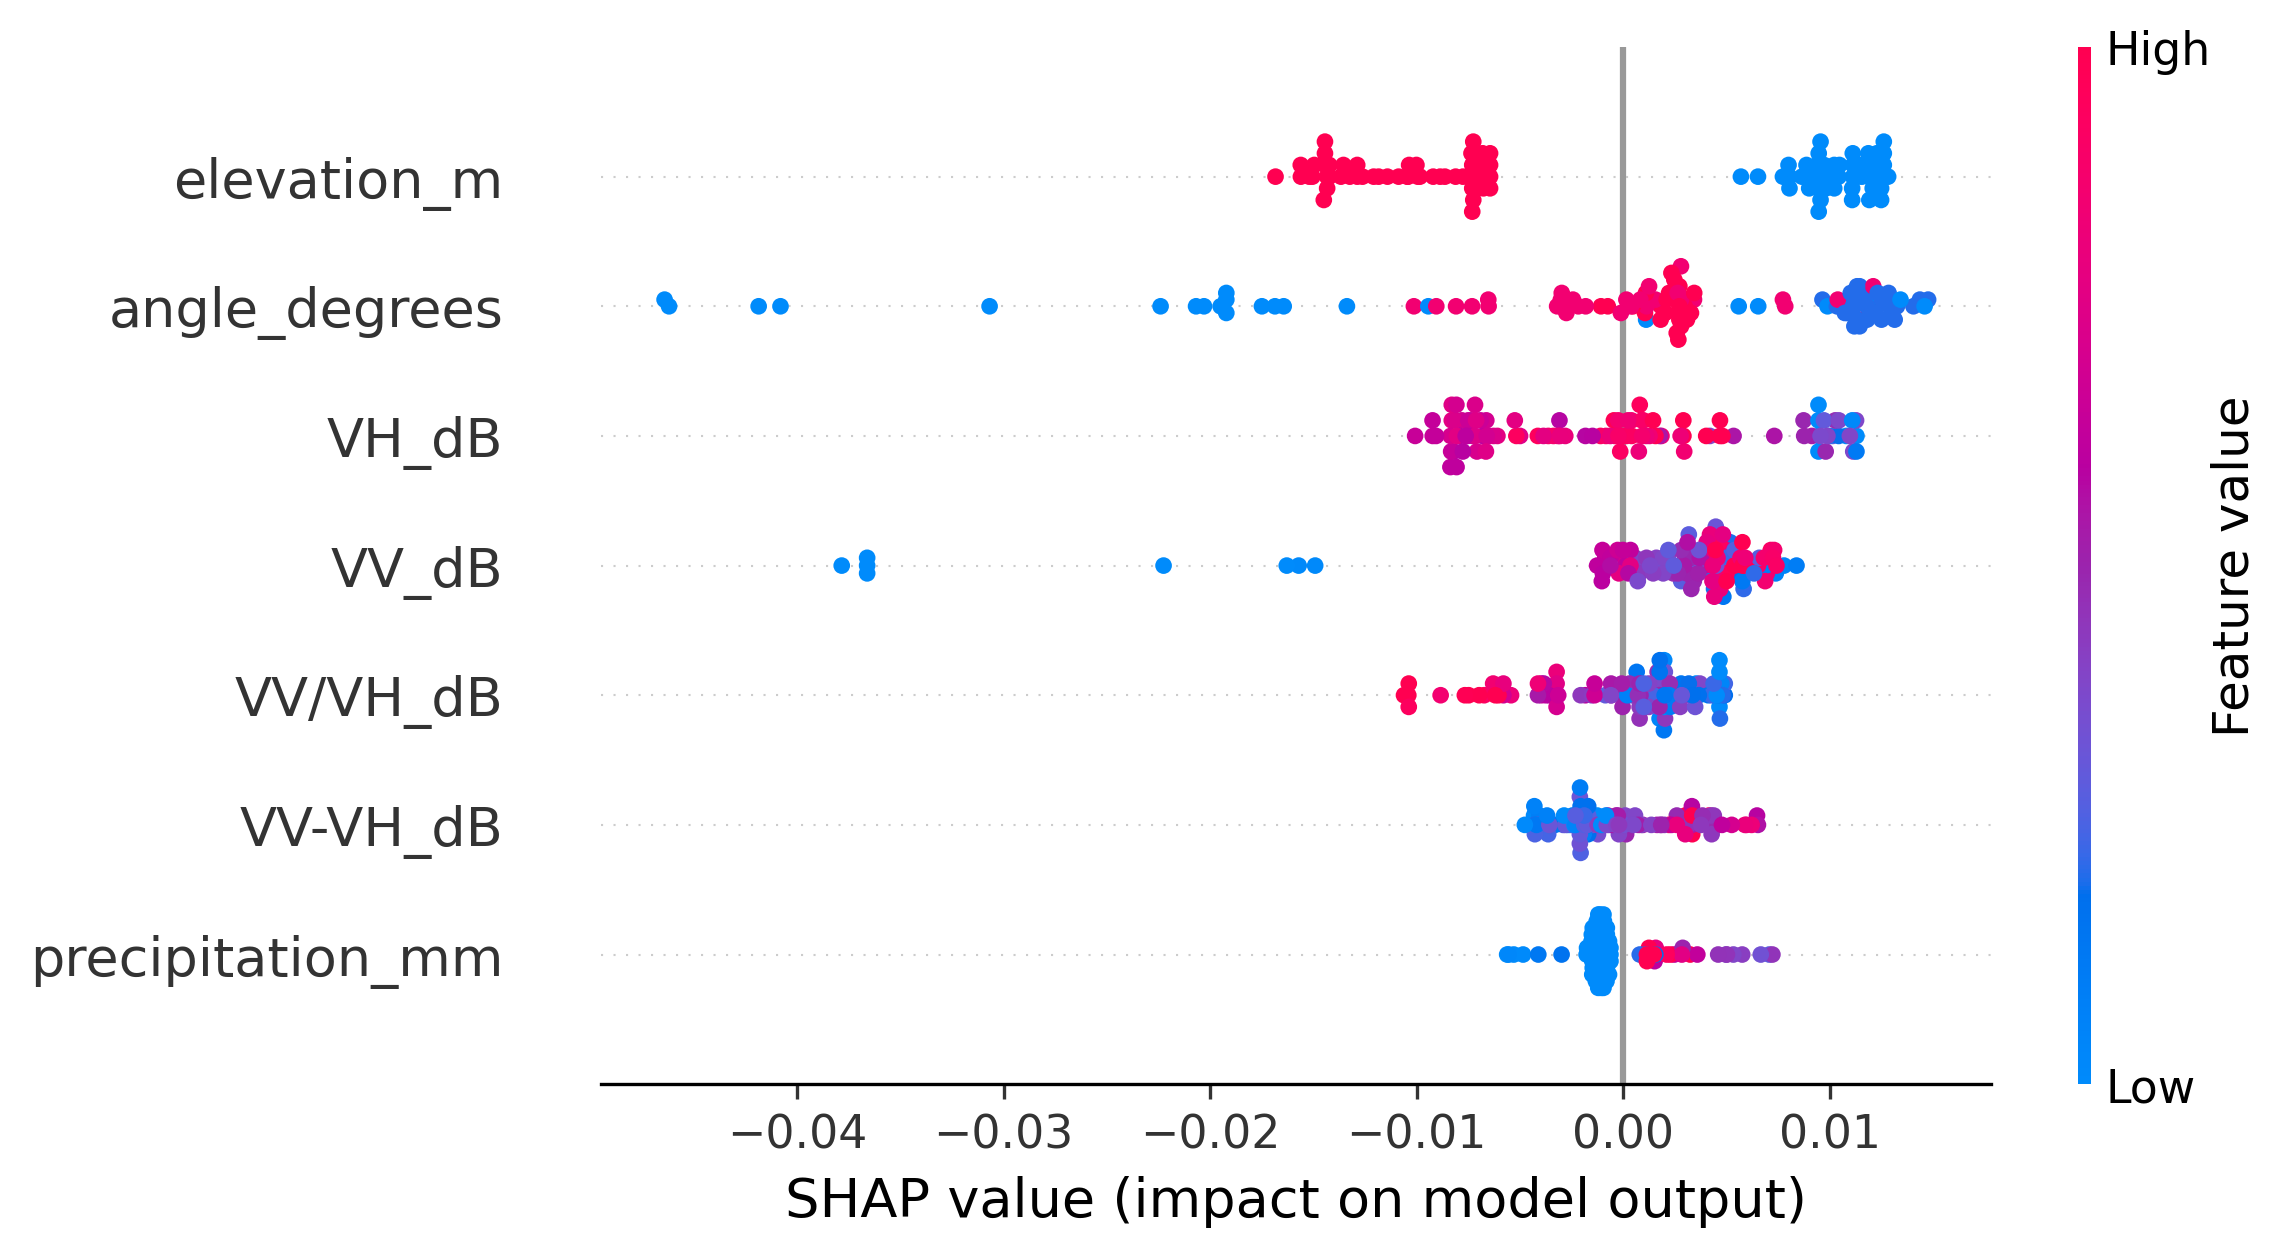 High
elevation_m
angle_degrees
VH_dB
VV_dB
VV/VH_dB
VV-VH_dB
precipitation_mm
Feature value
Low
−0.04 −0.03 −0.02 −0.01 0.00 0.01
SHAP value (impact on model output)